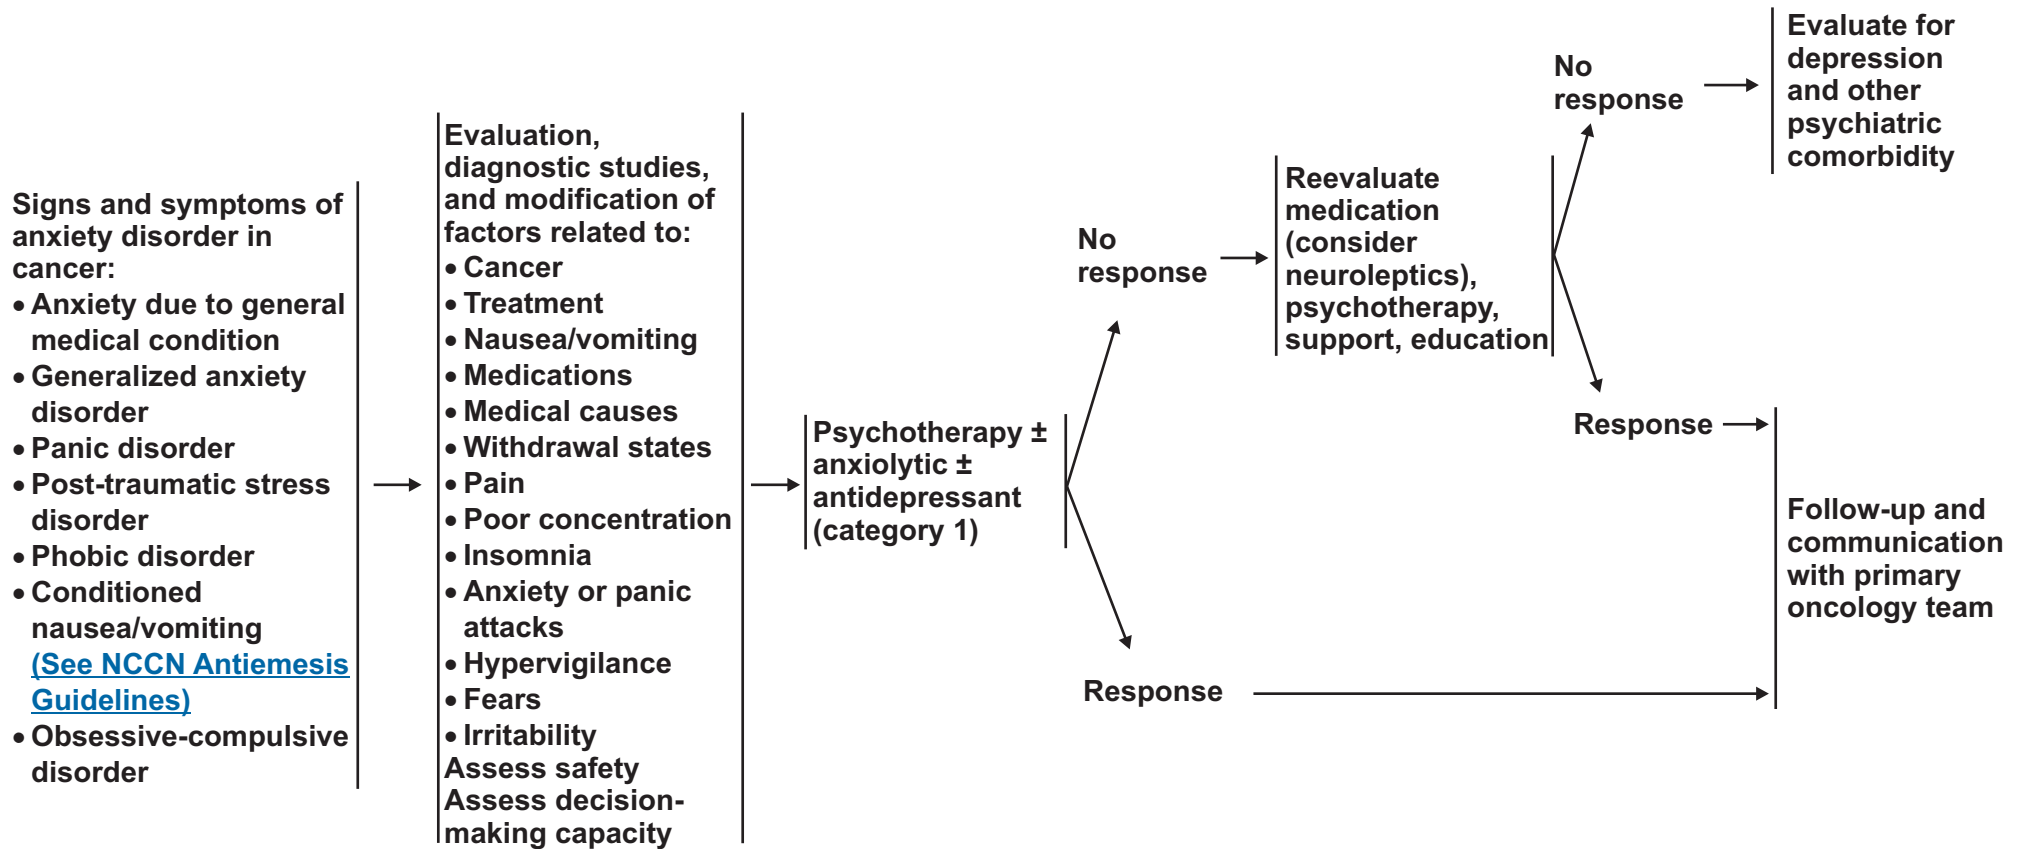 Signs and symptoms of
anxiety disorder in
cancer:
• Anxiety due to general
medical condition
• Generalized anxiety
disorder
• Panic disorder
• Post-traumatic stress
disorder
• Phobic disorder
• Conditioned
nausea/vomiting
(See NCCN Antiemesis
Guidelines)
• Obsessive-compulsive
disorder
Evaluation,
diagnostic studies,
and modification of
factors related to:
• Cancer
• Treatment
• Nausea/vomiting
• Medications
• Medical causes
• Withdrawal states
• Pain
• Poor concentration
• Insomnia
• Anxiety or panic
attacks
• Hypervigilance
• Fears
• Irritability
Assess safety
Assess decision-
making capacity
Psychotherapy ±
anxiolytic ±
antidepressant
(category 1)
No
response
Reevaluate
medication
(consider
neuroleptics),
psychotherapy,
support, education
No
response
Evaluate for
depression
and other
psychiatric
comorbidity
Response
Response
Follow-up and
communication
with primary
oncology team